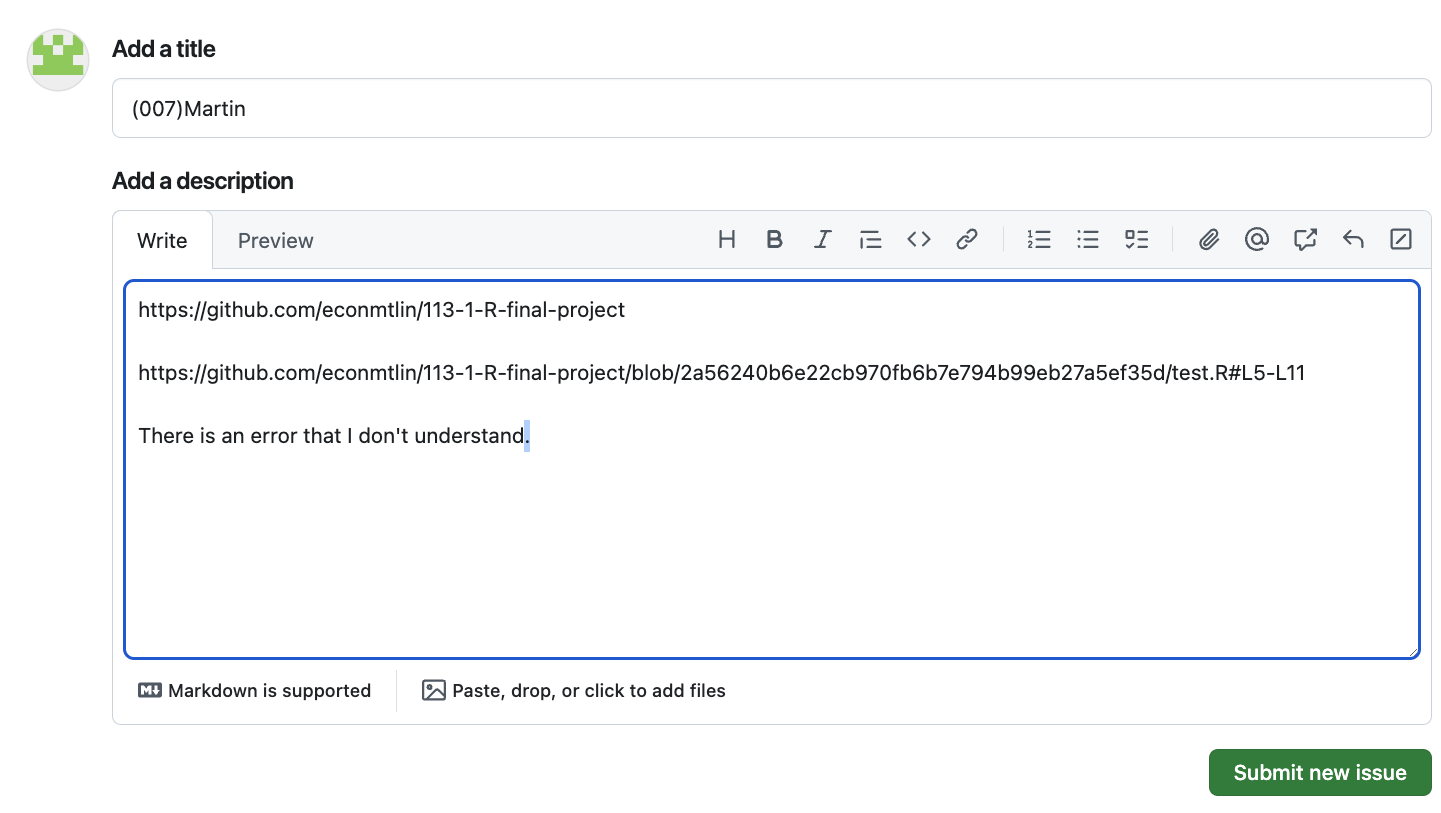 Add a title
(007)Martin
Add a description
Write Preview
https://github.com/econmtlin/113-1-R-final-project
https://github.com/econmtlin/113-1-R-final-project/blob/2a56240b6e22cb970fb6b7e794b99eb27a5ef35d/test.R#L5-L11
There is an error that I don't understand.
Markdown is supported Paste, drop, or click to add files
Submit new issue